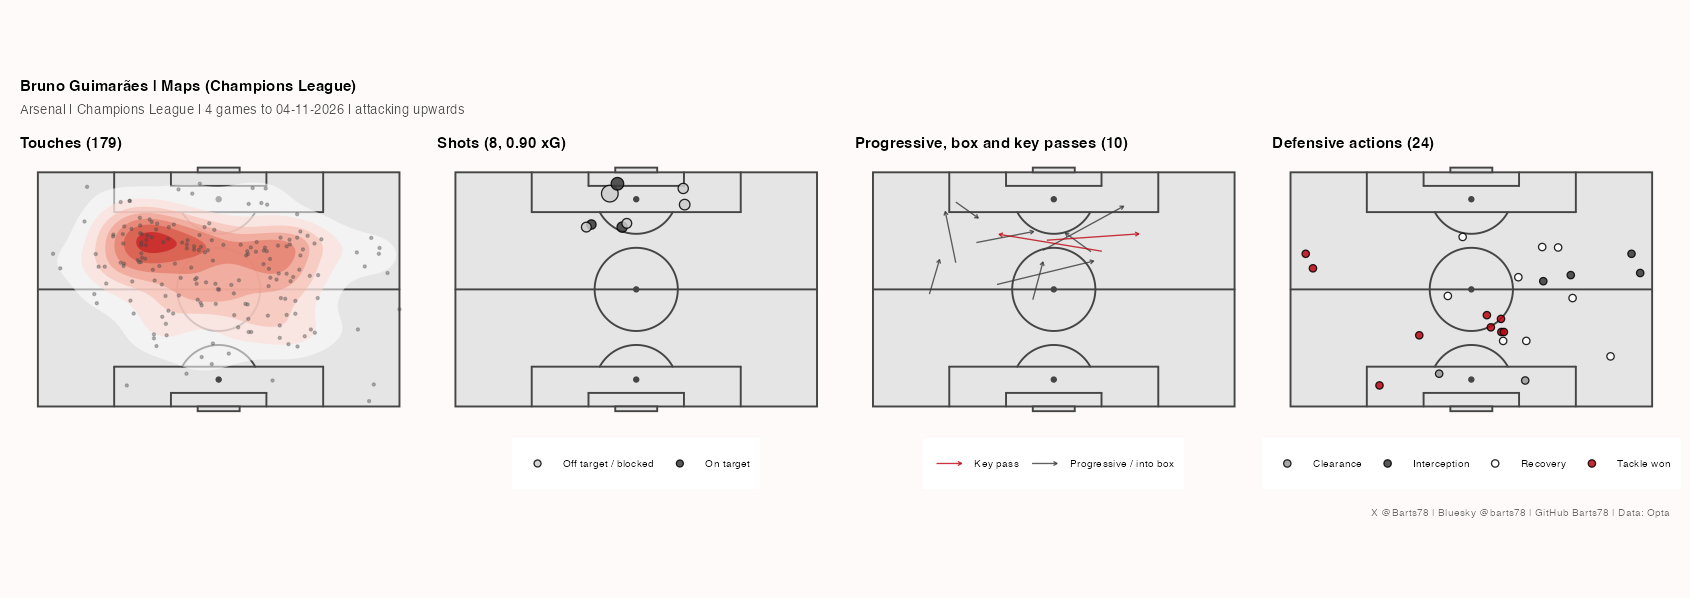 Bruno Guimarães | Maps (Champions League)
Arsenal | Champions League | 4 games to 04-11-2026 | attacking upwards
Touches (179)
Shots (8, 0.90 xG)
Progressive, box and key passes (10)
Defensive actions (24)
Off target / blocked
On target
Key pass
Progressive / into box
Clearance
Interception
Recovery
Tackle won
X @Barts78 | Bluesky @barts78 | GitHub Barts78 | Data: Opta